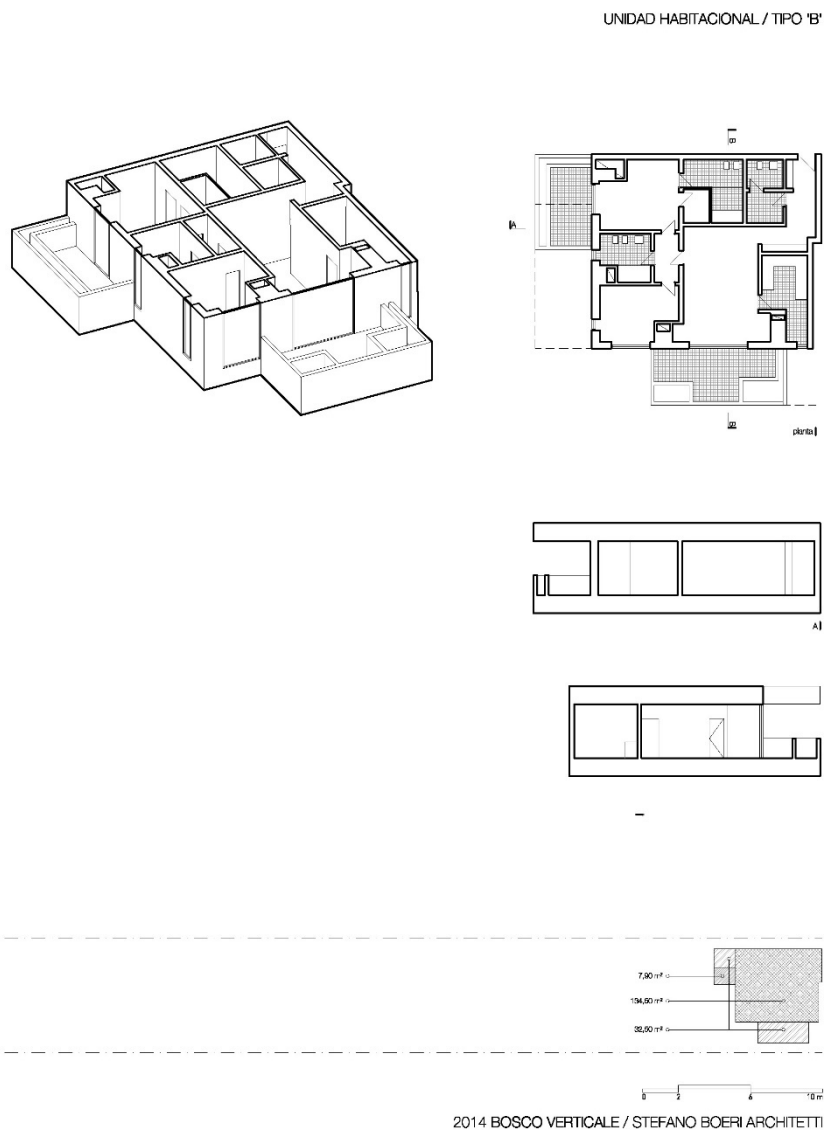 UNIDAD HABITACIONAL / TIPO 'B'
B
A
B
planta
A
7,90 m²
134,50 m²
32,50 m²
0 2 6 10 m
2014 BOSCO VERTICALE / STEFANO BOERI ARCHITETTI